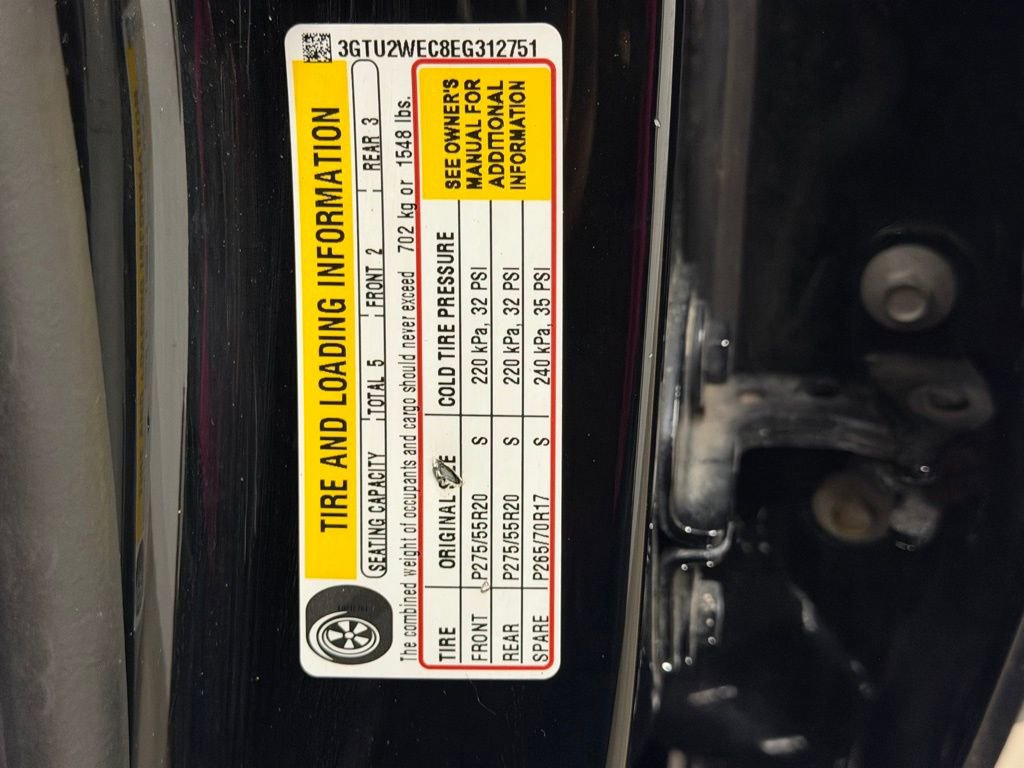 3GTU2WEC8EG312751
TIRE AND LOADING INFORMATION
SEATING CAPACITY TOTAL 5 FRONT 2 REAR 3
The combined weight of occupants and cargo should never exceed 702 kg or 1548 lbs.
TIRE ORIGINAL SIZE COLD TIRE PRESSURE
FRONT P275/55R20 S 220 kPa, 32 PSI
REAR P275/55R20 S 220 kPa, 32 PSI
SPARE P265/70R17 S 240 kPa, 35 PSI
SEE OWNER'S
MANUAL FOR
ADDITIONAL
INFORMATION